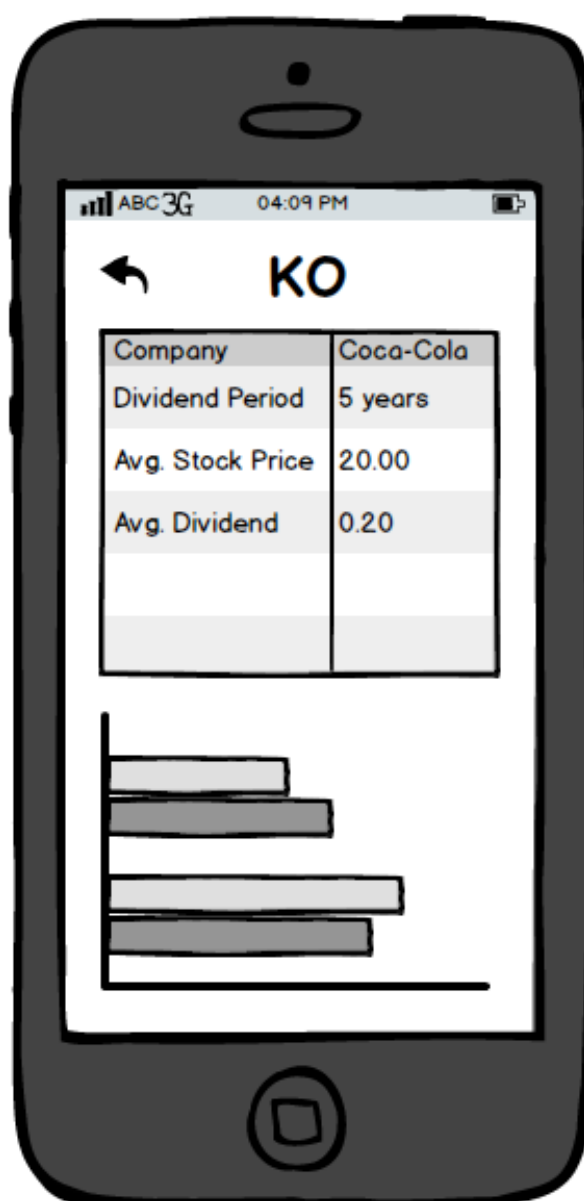 ABC 3G 04:09 PM
KO
Company Coca-Cola
Dividend Period 5 years
Avg. Stock Price 20.00
Avg. Dividend 0.20